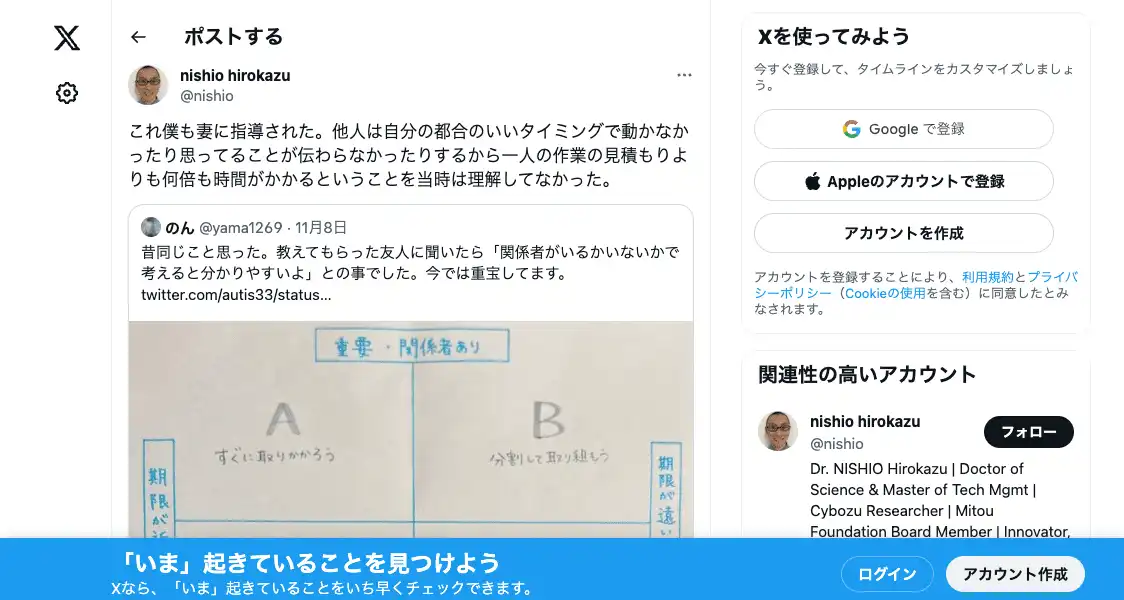 ポストする
nishio hirokazu
@nishio
これ僕も妻に指導された。他人は自分の都合のいいタイミングで動かなか
ったり思ってることが伝わらなかったりするから一人の作業の見積もりよ
りも何倍も時間がかかるということを当時は理解してなかった。
のん @yama1269 · 11月8日
昔同じこと思った。教えてもらった友人に聞いたら「関係者がいるかいないかで
考えると分かりやすいよ」との事でした。今では重宝してます。
twitter.com/autis33/status...
重要・関係者あり
A
すぐに取りかかろう
B
分割して取り組もう
期限が近
期限が遠い
Xを使ってみよう
今すぐ登録して、タイムラインをカスタマイズしましょ
う。
Google で登録
Appleのアカウントで登録
アカウントを作成
アカウントを登録することにより、利用規約とプライバ
シーポリシー（Cookieの使用を含む）に同意したとみ
なされます。
関連性の高いアカウント
nishio hirokazu
@nishio
フォロー
Dr. NISHIO Hirokazu | Doctor of
Science & Master of Tech Mgmt |
Cybozu Researcher | Mitou
Foundation Board Member | Innovator,
「いま」起きていることを見つけよう
Xなら、「いま」起きていることをいち早くチェックできます。
ログイン
アカウント作成